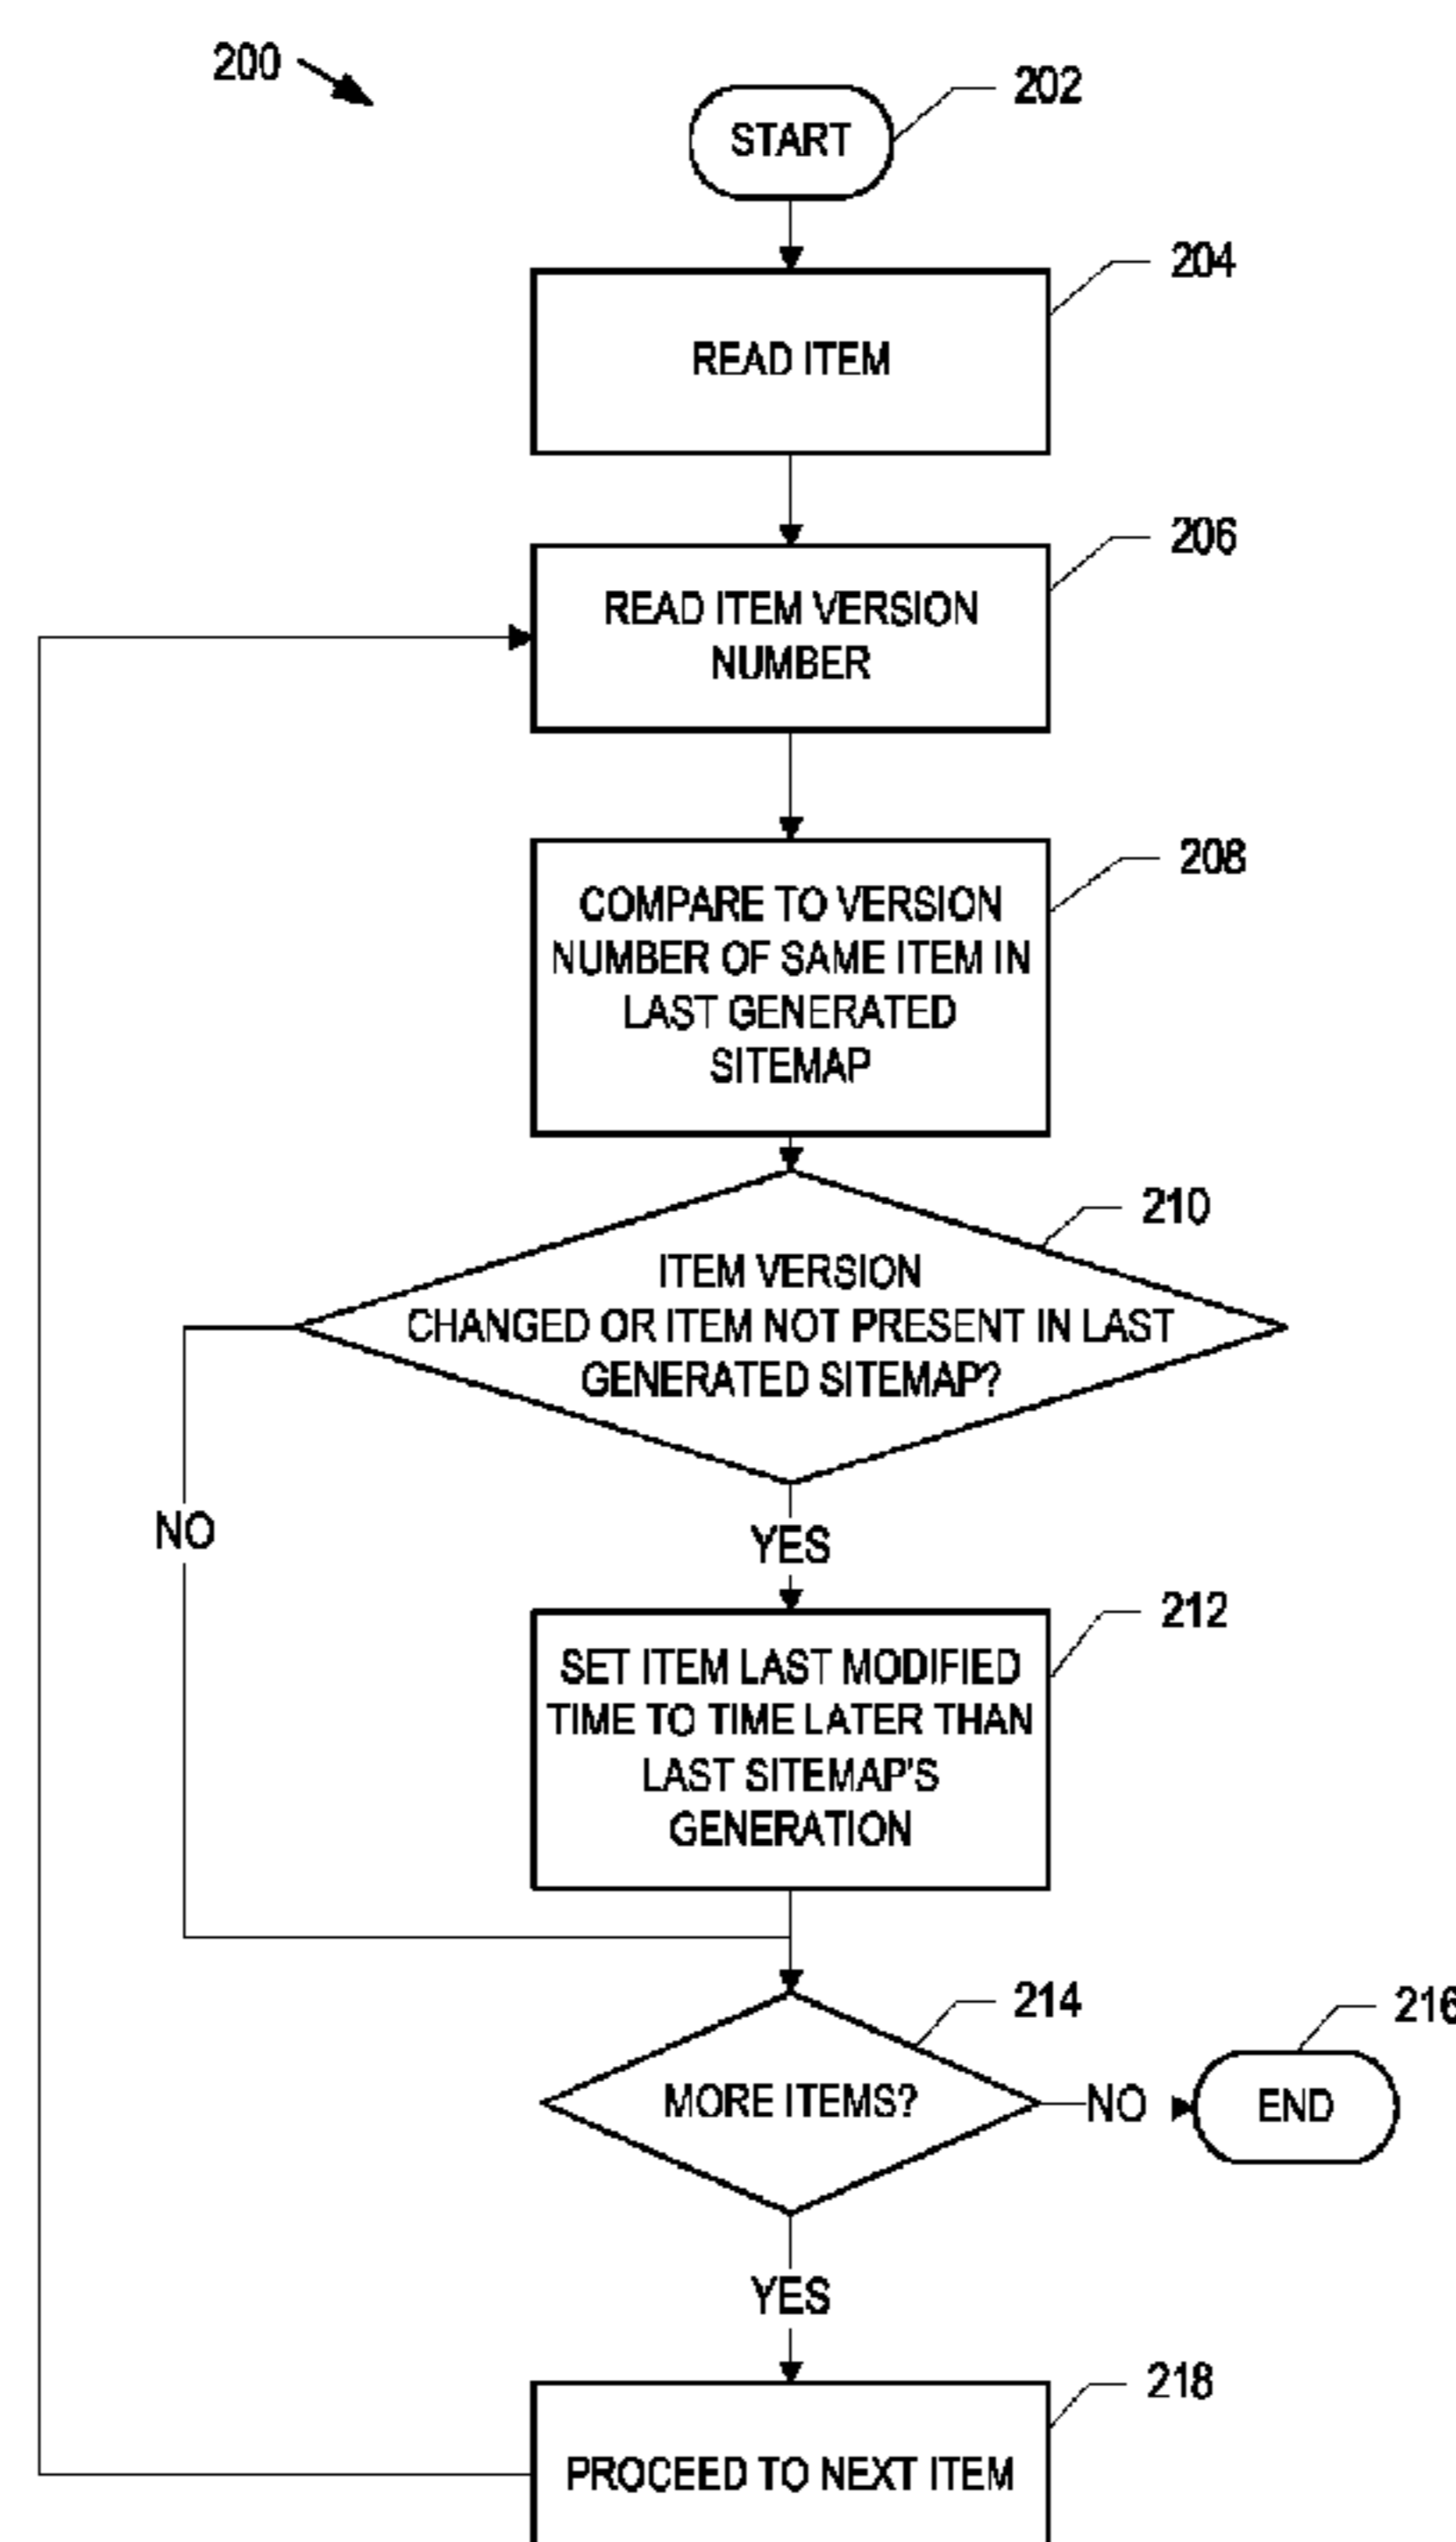 200
202
START
204
READ ITEM
206
READ ITEM VERSION
NUMBER
208
COMPARE TO VERSION
NUMBER OF SAME ITEM IN
LAST GENERATED
SITEMAP
210
ITEM VERSION
CHANGED OR ITEM NOT PRESENT IN LAST
GENERATED SITEMAP?
NO
YES
212
SET ITEM LAST MODIFIED
TIME TO TIME LATER THAN
LAST SITEMAP'S
GENERATION
214
216
MORE ITEMS?
NO
END
YES
218
PROCEED TO NEXT ITEM